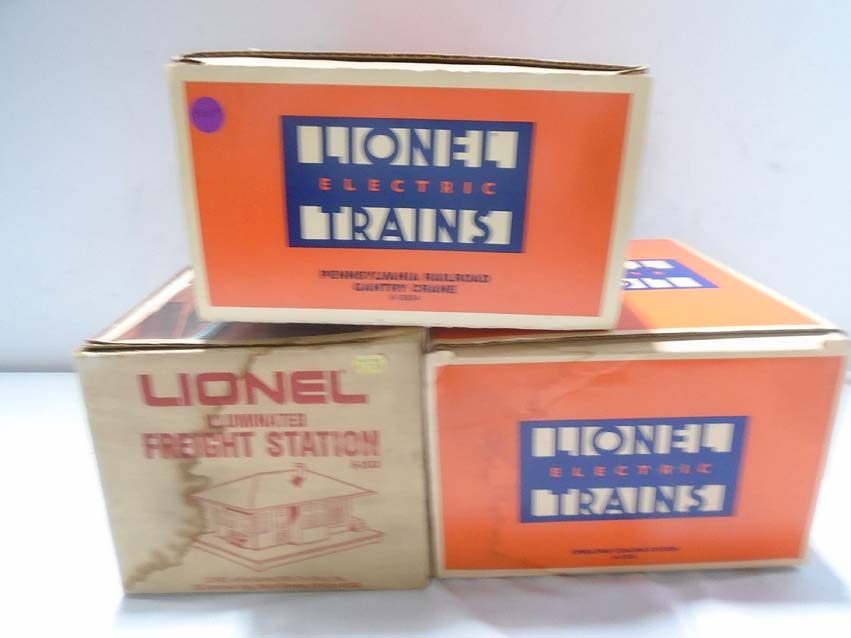 LIONEL
ELECTRIC
TRAINS
PENNSYLVANIA RAILROAD
GANTRY CRANE
LIONEL
ILLUMINATED
FREIGHT STATION
LIONEL
ELECTRIC
TRAINS